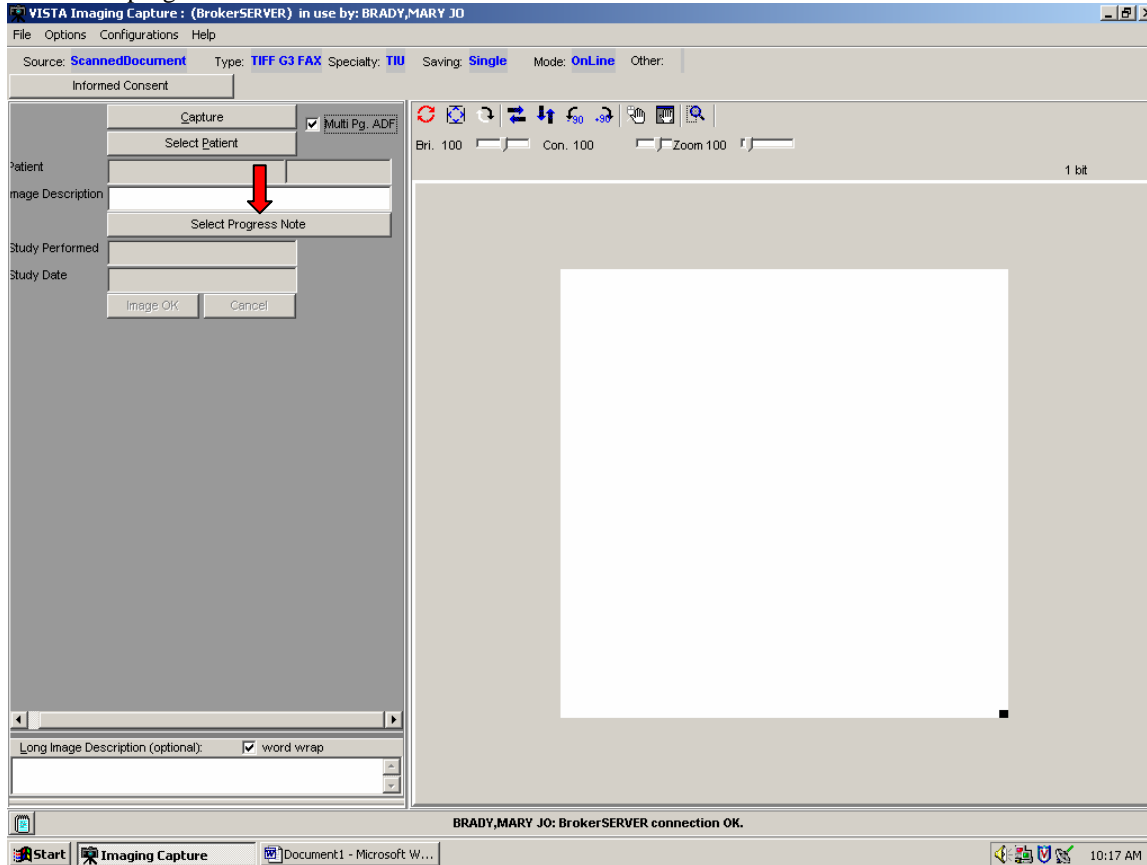 VISTA Imaging Capture : (BrokerSERVER) in use by: BRADY,MARY JO
File Options Configurations Help
Source: ScannedDocument Type: TIFF G3 FAX Specialty: TIU Saving: Single Mode: OnLine Other:
Informed Consent
Capture
Multi Pg. ADF
Select Patient
Patient
Image Description
Select Progress Note
Study Performed
Study Date
Image OK Cancel
Bri. 100 Con. 100 Zoom 100
1 bit
Long Image Description (optional): word wrap
BRADY,MARY JO: BrokerSERVER connection OK.
Start Imaging Capture Document1 - Microsoft W... 10:17 AM